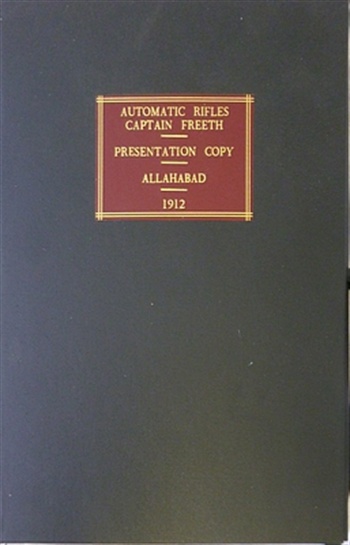 AUTOMATIC RIFLES
CAPTAIN FREETH
PRESENTATION COPY
ALLAHABAD
1912